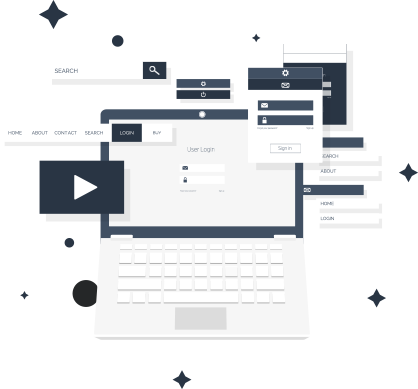 SEARCH
HOME ABOUT CONTACT SEARCH LOGIN BUY
User Login
Sign in
SEARCH
ABOUT
HOME
LOGIN